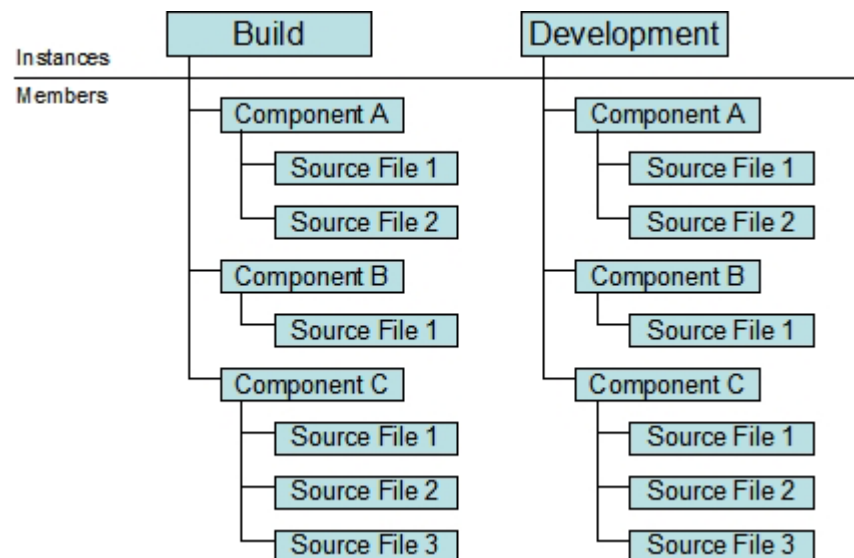 Build
Development
Instances
Members
Component A
Component A
Source File 1
Source File 1
Source File 2
Source File 2
Component B
Component B
Source File 1
Source File 1
Component C
Component C
Source File 1
Source File 1
Source File 2
Source File 2
Source File 3
Source File 3